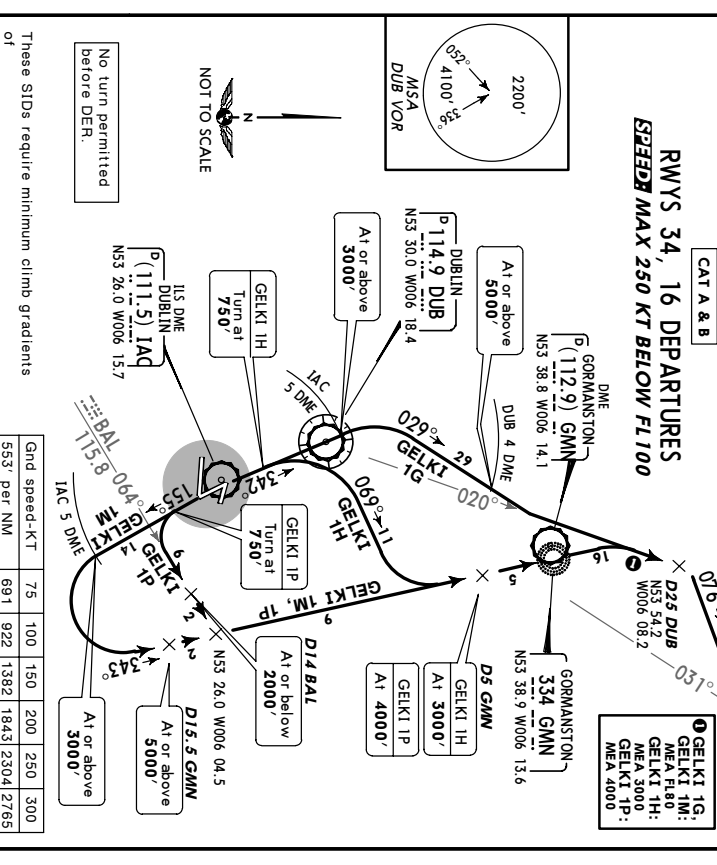 CAT A & B
RWYS 34, 16 DEPARTURES
SPEED: MAX 250 KT BELOW FL100
2200'
052°
4100'
336°
MSA
DUB VOR
NOT TO SCALE
N
No turn permitted
before DER.
These SIDs require minimum climb gradients
of
Gnd speed-KT 75 100 150 200 250 300
553' per NM 691 922 1382 1843 2304 2765
DME
GORMANSTON
D (112.9) GMN
N53 38.8 W006 14.1
At or above
5000'
DUBLIN
D 114.9 DUB
N53 30.0 W006 18.4
At or above
3000'
GELKI 1H
Turn at
750'
ILS DME
DUBLIN
D (111.5) IAC
N53 26.0 W006 15.7
IAC
5 DME
DUB 4 DME
029°
29
GELKI
1G
020°
342°
069°
11
GELKI
1H
155°
GELKI
1M
14
BAL
115.8
064°
IAC 5 DME
9
GELKI
1P
GELKI 1P
Turn at
750'
2
GELKI 1M, 1P
9
N53 26.0 W006 04.5
D14 BAL
At or below
2000'
2
343°
D15.5 GMN
At or above
5000'
At or above
3000'
D5 GMN
GELKI 1H
At 3000'
GELKI 1P
At 4000'
5
16
1
GORMANSTON
334 GMN
N53 38.9 W006 13.6
D25 DUB
N53 54.2
W006 08.2
076°
031°
1 GELKI 1G,
GELKI 1M:
MEA FL80
GELKI 1H:
MEA 3000
GELKI 1P:
MEA 4000